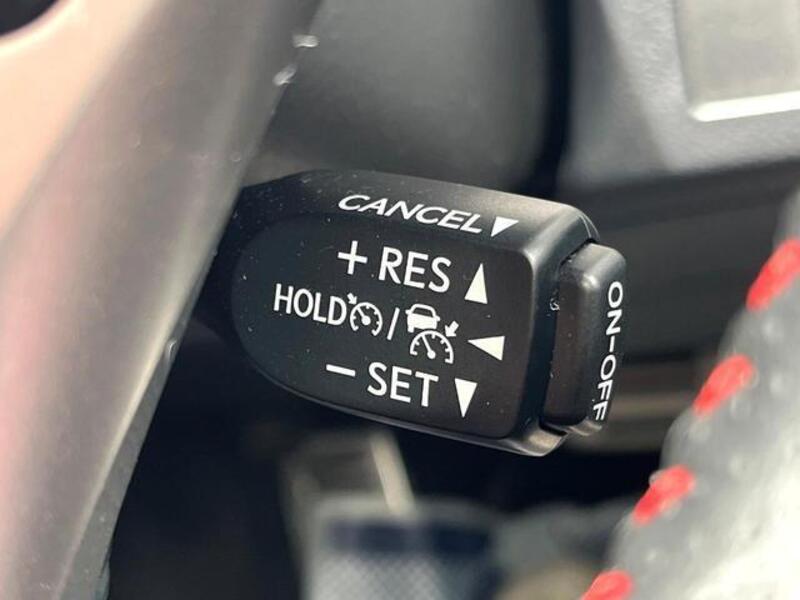 CANCEL▼
+ RES ▲
HOLD / ◀
- SET ▼
ON-OFF